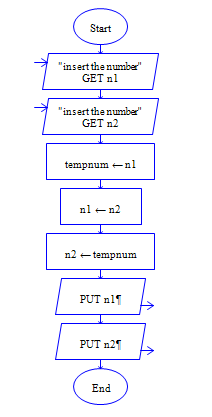 Start
"insert the number"
GET n1
"insert the number"
GET n2
tempnum ← n1
n1 ← n2
n2 ← tempnum
PUT n1¶
PUT n2¶
End